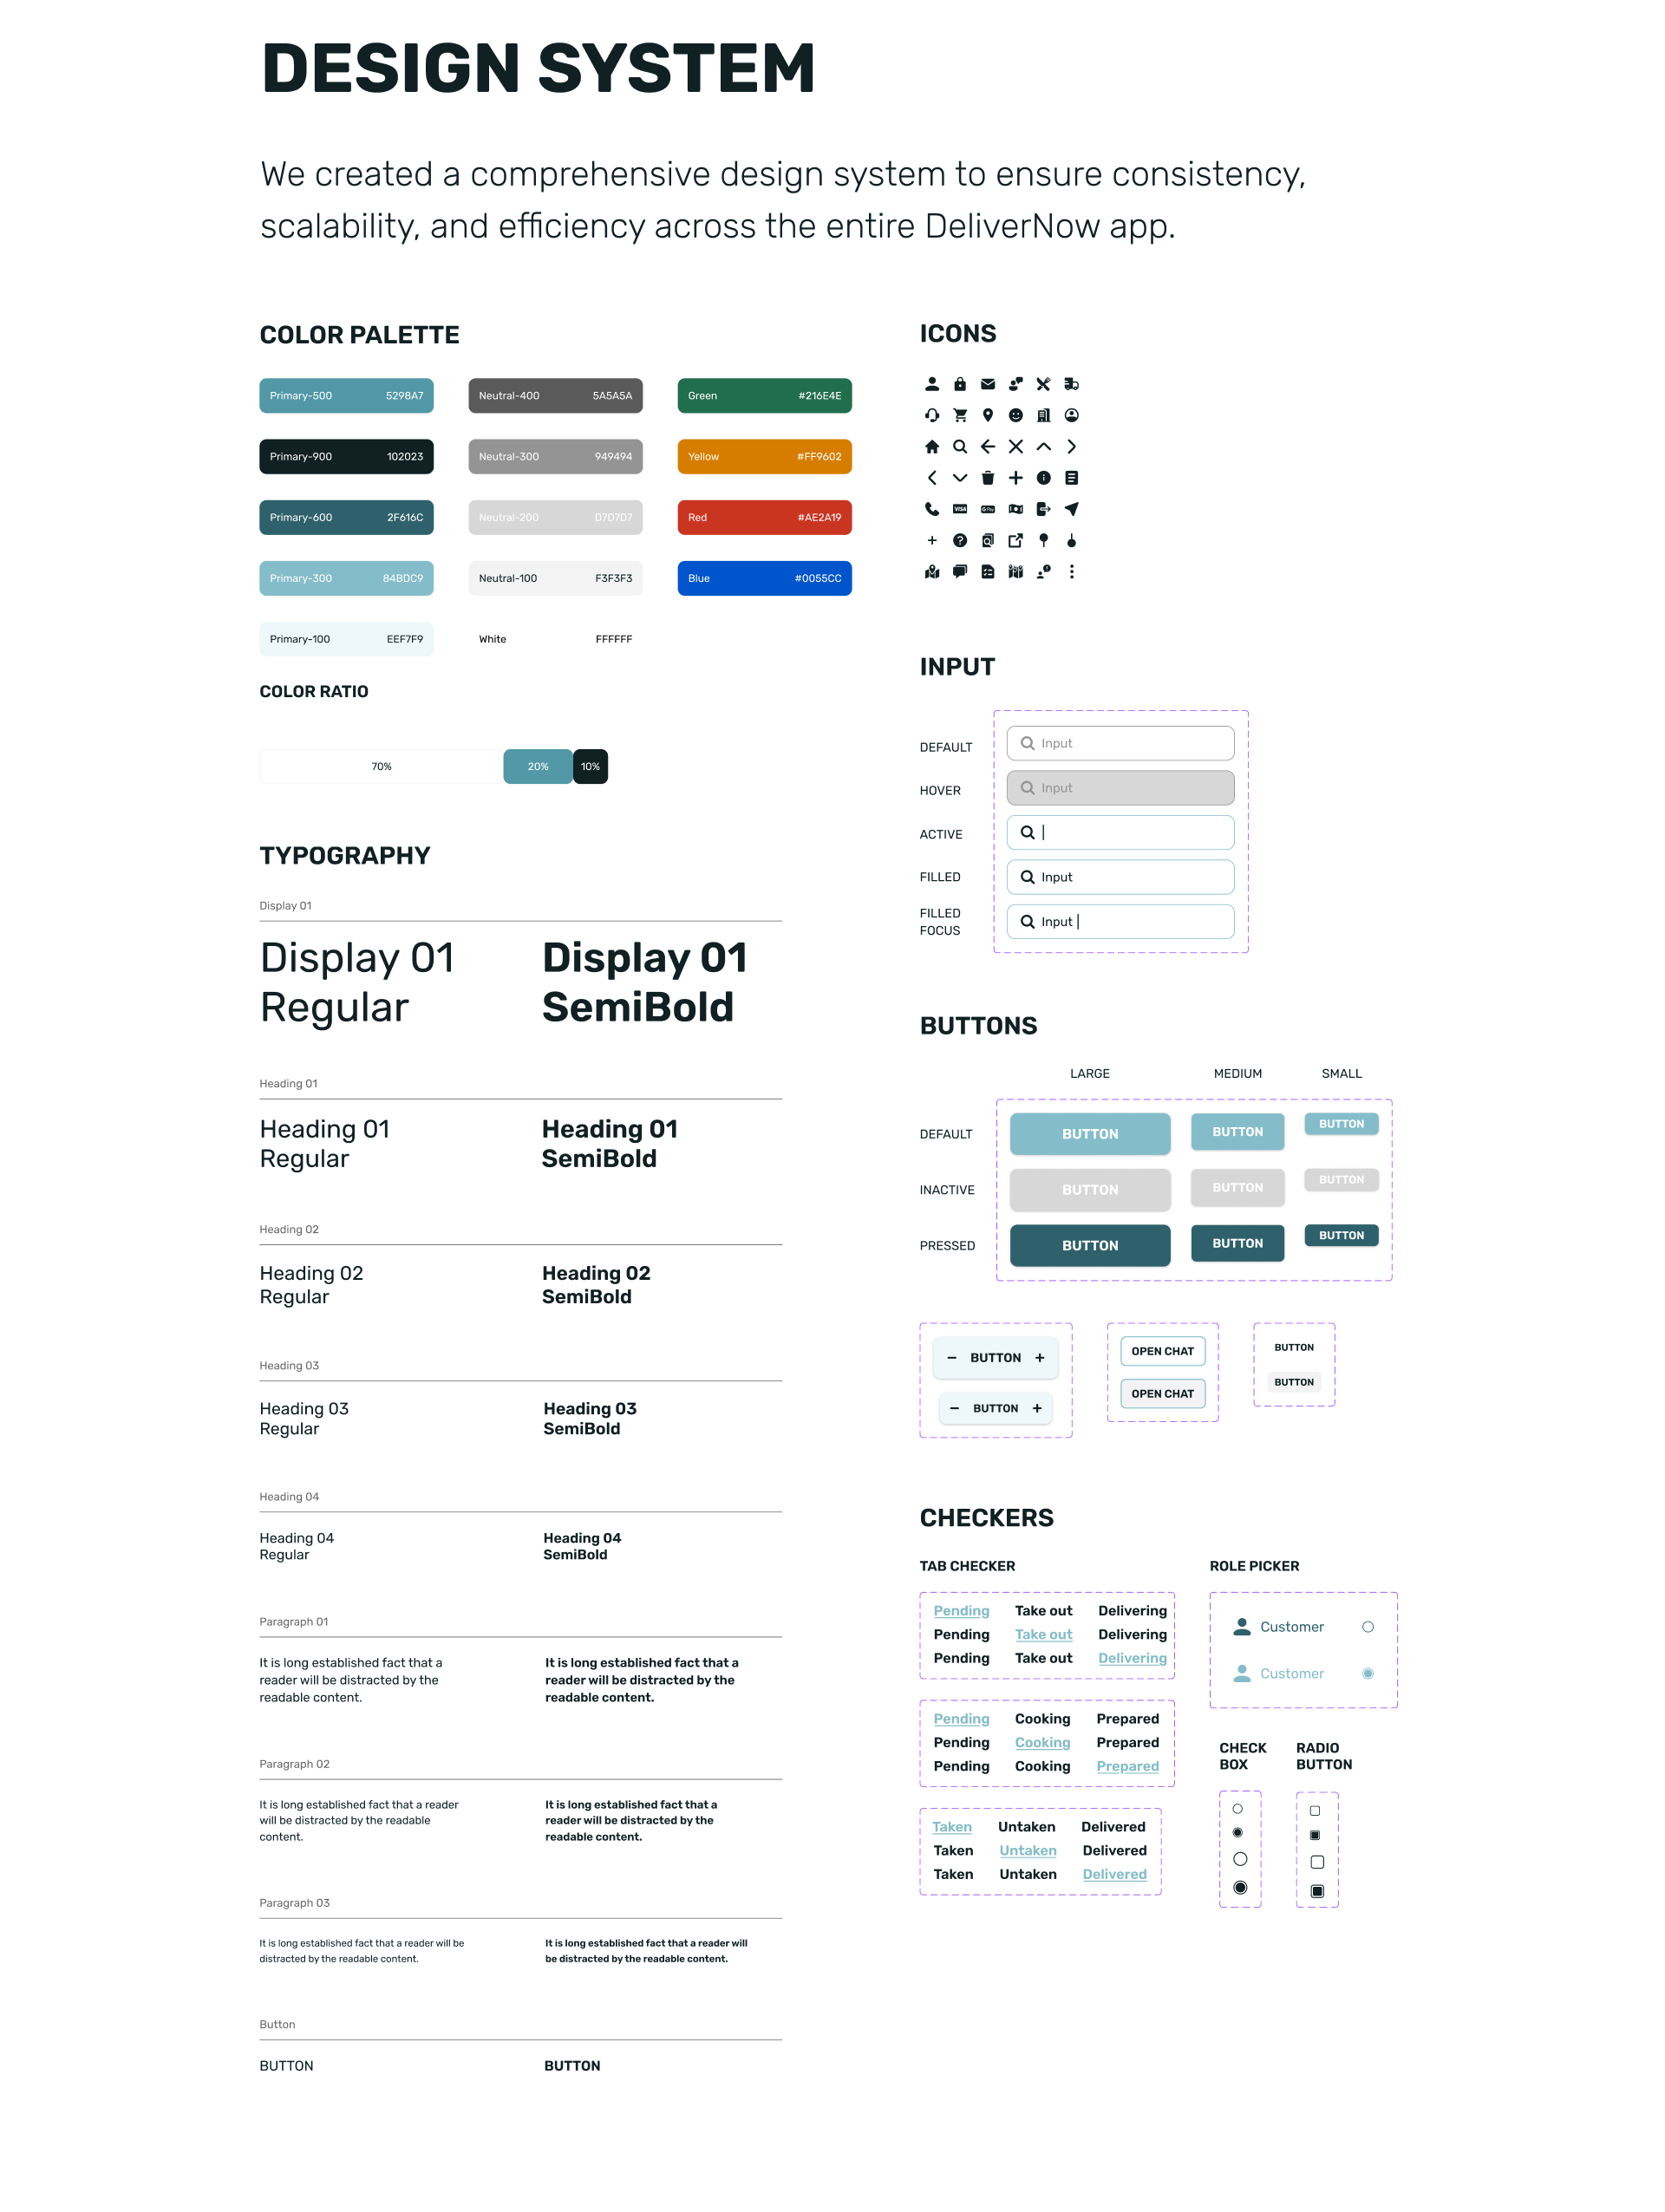 DESIGN SYSTEM
We created a comprehensive design system to ensure consistency,
scalability, and efficiency across the entire DeliverNow app.
COLOR PALETTE
Primary-500 5298A7
Neutral-400 5A5A5A
Green #216E4E
Primary-900 102023
Neutral-300 949494
Yellow #FF9602
Primary-600 2F616C
Neutral-200 D7D7D7
Red #AE2A19
Primary-300 84BDC9
Neutral-100 F3F3F3
Blue #0055CC
Primary-100 EEF7F9
White FFFFFF
COLOR RATIO
70% 20% 10%
TYPOGRAPHY
Display 01
Display 01
Regular
Display 01
SemiBold
Heading 01
Heading 01
Regular
Heading 01
SemiBold
Heading 02
Heading 02
Regular
Heading 02
SemiBold
Heading 03
Heading 03
Regular
Heading 03
SemiBold
Heading 04
Heading 04
Regular
Heading 04
SemiBold
Paragraph 01
It is long established fact that a
reader will be distracted by the
readable content.
It is long established fact that a
reader will be distracted by the
readable content.
Paragraph 02
It is long established fact that a reader
will be distracted by the readable
content.
It is long established fact that a
reader will be distracted by the
readable content.
Paragraph 03
It is long established fact that a reader will be
distracted by the readable content.
It is long established fact that a reader will
be distracted by the readable content.
Button
BUTTON
BUTTON
ICONS
VISA
G Pay
INPUT
DEFAULT
Input
HOVER
Input
ACTIVE
FILLED
Input
FILLED
FOCUS
Input
BUTTONS
LARGE MEDIUM SMALL
DEFAULT BUTTON BUTTON BUTTON
INACTIVE BUTTON BUTTON BUTTON
PRESSED BUTTON BUTTON BUTTON
− BUTTON +
− BUTTON +
OPEN CHAT
OPEN CHAT
BUTTON
BUTTON
CHECKERS
TAB CHECKER
Pending Take out Delivering
Pending Take out Delivering
Pending Take out Delivering
Pending Cooking Prepared
Pending Cooking Prepared
Pending Cooking Prepared
Taken Untaken Delivered
Taken Untaken Delivered
Taken Untaken Delivered
ROLE PICKER
Customer
Customer
CHECK
BOX
RADIO
BUTTON